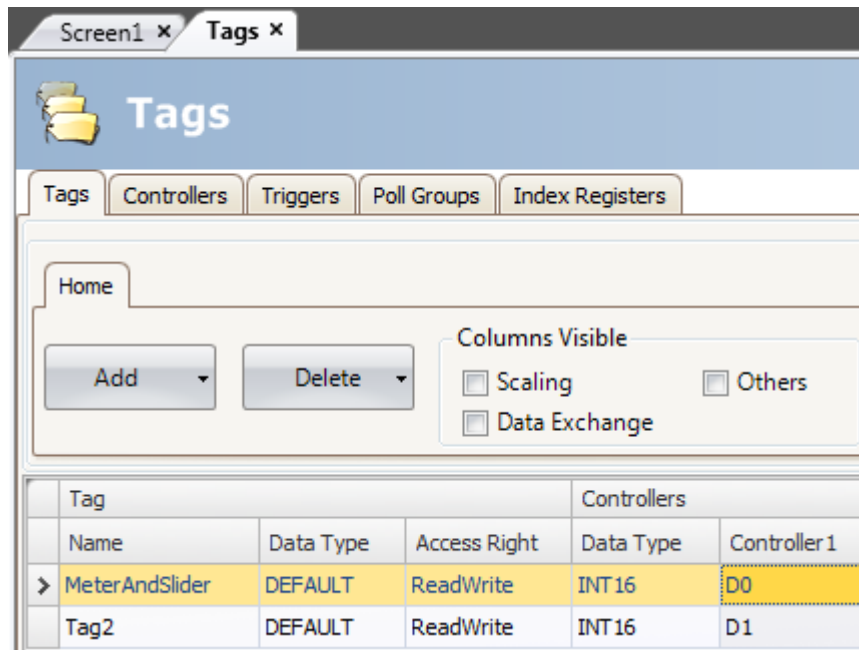 Screen1 × Tags ×
Tags
Tags Controllers Triggers Poll Groups Index Registers
Home
Columns Visible
Add Delete Scaling Others
Data Exchange
Tag Controllers
Name Data Type Access Right Data Type Controller1
> MeterAndSlider DEFAULT ReadWrite INT16 D0
Tag2 DEFAULT ReadWrite INT16 D1